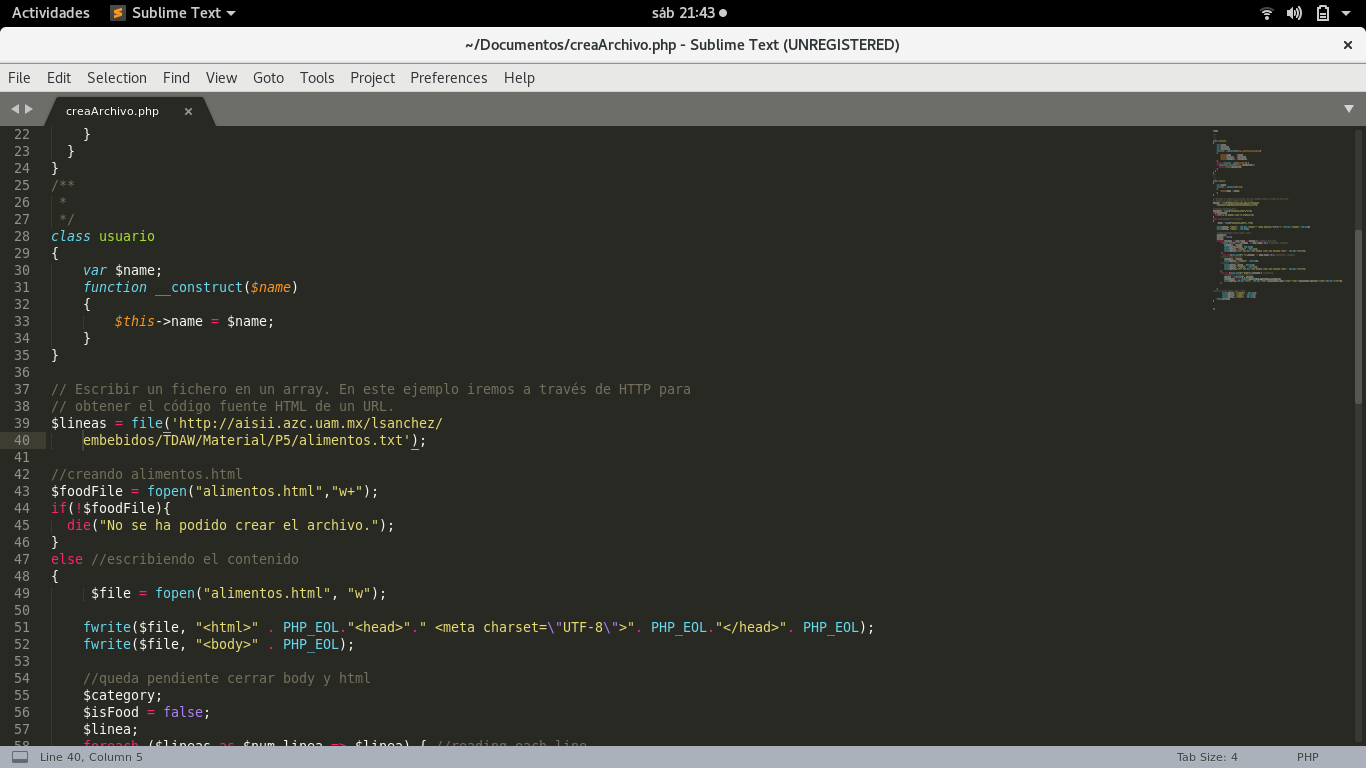 Actividades Sublime Text sáb 21:43
~/Documentos/creaArchivo.php - Sublime Text (UNREGISTERED) ×
File Edit Selection Find View Goto Tools Project Preferences Help
creaArchivo.php ×
22 }
23 }
24 }
25 /**
26 *
27 */
28 class usuario
29 {
30 var $name;
31 function __construct($name)
32 {
33 $this->name = $name;
34 }
35 }
36
37 // Escribir un fichero en un array. En este ejemplo iremos a través de HTTP para
38 // obtener el código fuente HTML de un URL.
39 $lineas = file('http://aisii.azc.uam.mx/lsanchez/
40 embebidos/TDAW/Material/P5/alimentos.txt');
41
42 //creando alimentos.html
43 $foodFile = fopen("alimentos.html","w+");
44 if(!$foodFile){
45 die("No se ha podido crear el archivo.");
46 }
47 else //escribiendo el contenido
48 {
49 $file = fopen("alimentos.html", "w");
50
51 fwrite($file, "<html>" . PHP_EOL."<head>"." <meta charset=\"UTF-8\">". PHP_EOL."</head>". PHP_EOL);
52 fwrite($file, "<body>" . PHP_EOL);
53
54 //queda pendiente cerrar body y html
55 $category;
56 $isFood = false;
57 $linea;
58 foreach ($lineas as $num_linea => $linea) { //reading each line
Line 40, Column 5 Tab Size: 4 PHP